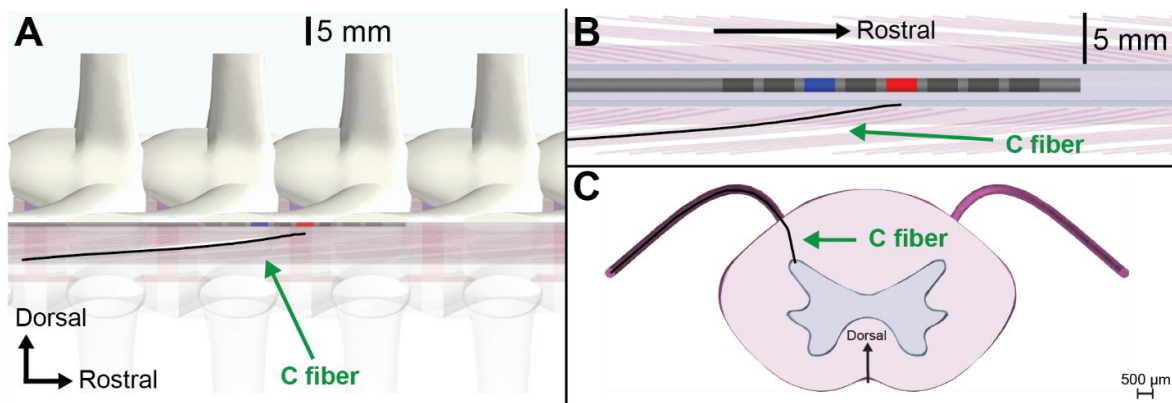 A
5 mm
Dorsal
Rostral
C fiber
B
Rostral
5 mm
C fiber
C
C fiber
Dorsal
500 µm